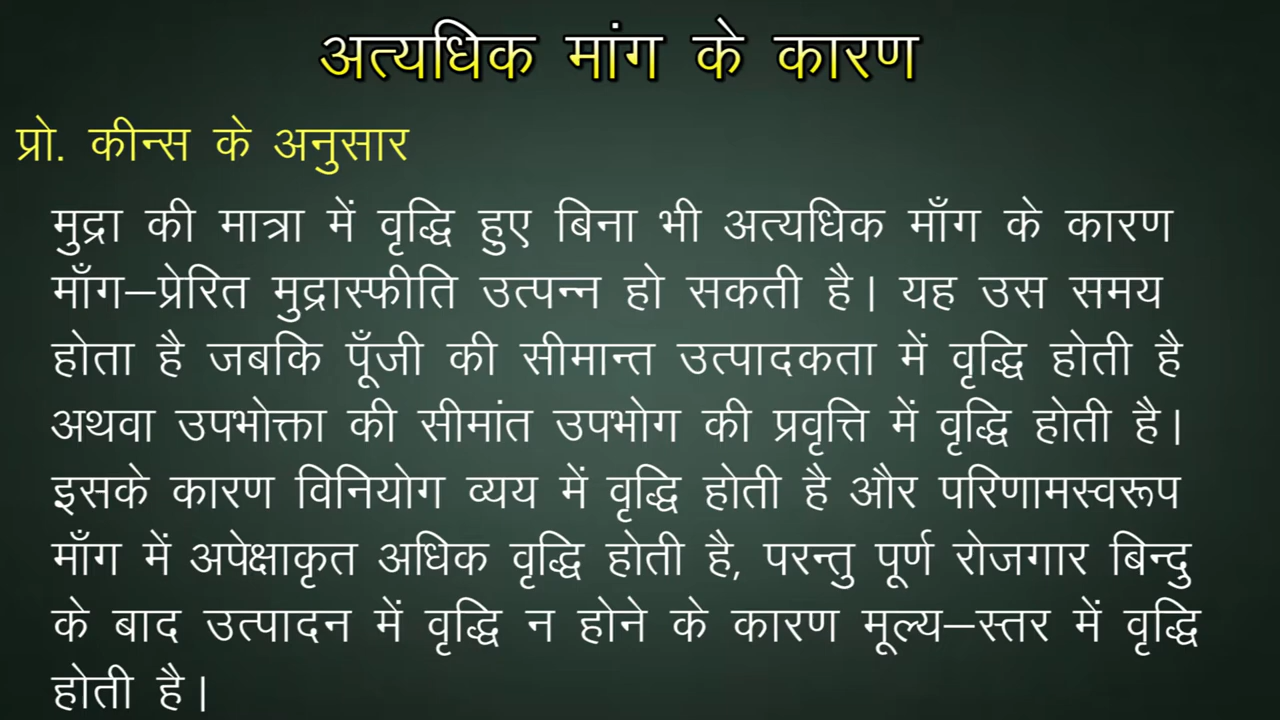 अत्यधिक मांग के कारण
प्रो. कीन्स के अनुसार
मुद्रा की मात्रा में वृद्धि हुए बिना भी अत्यधिक माँग के कारण
माँग–प्रेरित मुद्रास्फीति उत्पन्न हो सकती है। यह उस समय
होता है जबकि पूँजी की सीमान्त उत्पादकता में वृद्धि होती है
अथवा उपभोक्ता की सीमांत उपभोग की प्रवृत्ति में वृद्धि होती है।
इसके कारण विनियोग व्यय में वृद्धि होती है और परिणामस्वरूप
माँग में अपेक्षाकृत अधिक वृद्धि होती है, परन्तु पूर्ण रोजगार बिन्दु
के बाद उत्पादन में वृद्धि न होने के कारण मूल्य–स्तर में वृद्धि
होती है।